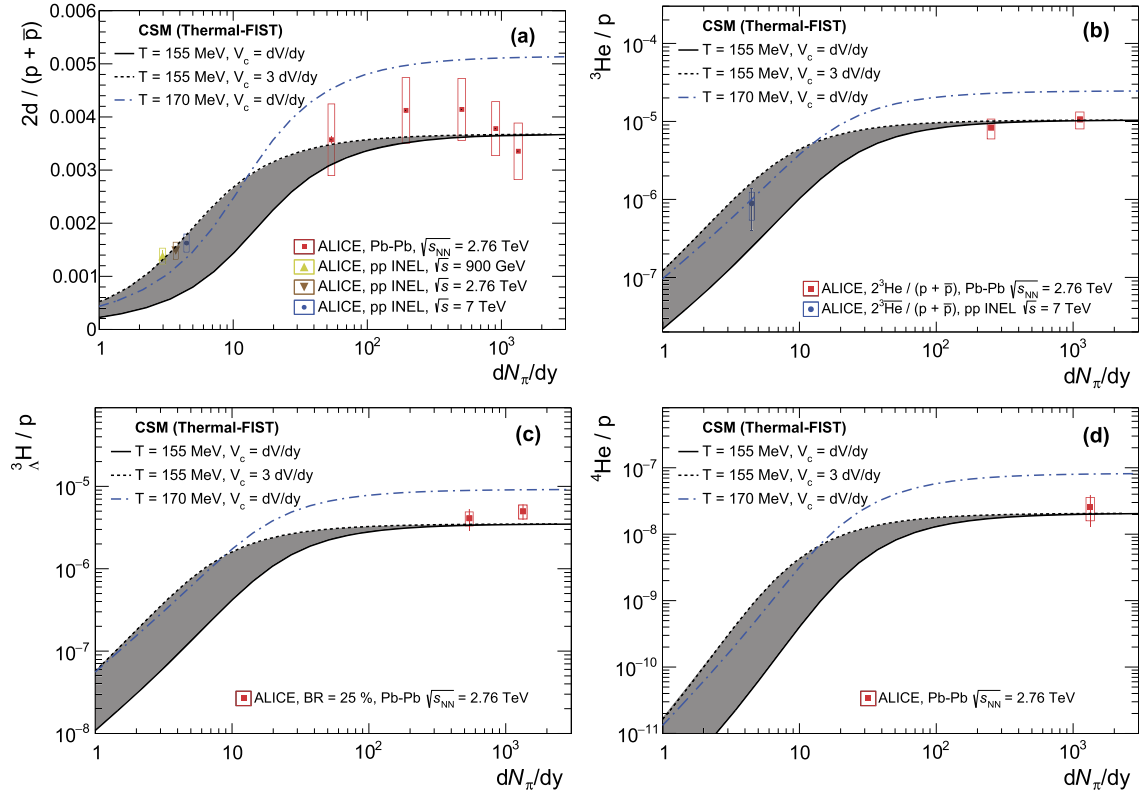 (a)
CSM (Thermal-FIST)
T = 155 MeV, V_c = dV/dy
T = 155 MeV, V_c = 3 dV/dy
T = 170 MeV, V_c = dV/dy
2d / (p + p̅)
0.006
0.005
0.004
0.003
0.002
0.001
0
ALICE, Pb-Pb, √s_NN = 2.76 TeV
ALICE, pp INEL, √s = 900 GeV
ALICE, pp INEL, √s = 2.76 TeV
ALICE, pp INEL, √s = 7 TeV
1 10 10² 10³
dN_π/dy
(b)
CSM (Thermal-FIST)
T = 155 MeV, V_c = dV/dy
T = 155 MeV, V_c = 3 dV/dy
T = 170 MeV, V_c = dV/dy
³He / p
10⁻⁴
10⁻⁵
10⁻⁶
10⁻⁷
ALICE, 2³He / (p + p̅), Pb-Pb √s_NN = 2.76 TeV
ALICE, 2³H̅e̅ / (p + p̅), pp INEL √s = 7 TeV
1 10 10² 10³
dN_π/dy
(c)
CSM (Thermal-FIST)
T = 155 MeV, V_c = dV/dy
T = 155 MeV, V_c = 3 dV/dy
T = 170 MeV, V_c = dV/dy
³_ΛH / p
10⁻⁵
10⁻⁶
10⁻⁷
10⁻⁸
ALICE, BR = 25 %, Pb-Pb √s_NN = 2.76 TeV
1 10 10² 10³
dN_π/dy
(d)
CSM (Thermal-FIST)
T = 155 MeV, V_c = dV/dy
T = 155 MeV, V_c = 3 dV/dy
T = 170 MeV, V_c = dV/dy
⁴He / p
10⁻⁷
10⁻⁸
10⁻⁹
10⁻¹⁰
10⁻¹¹
ALICE, Pb-Pb √s_NN = 2.76 TeV
1 10 10² 10³
dN_π/dy